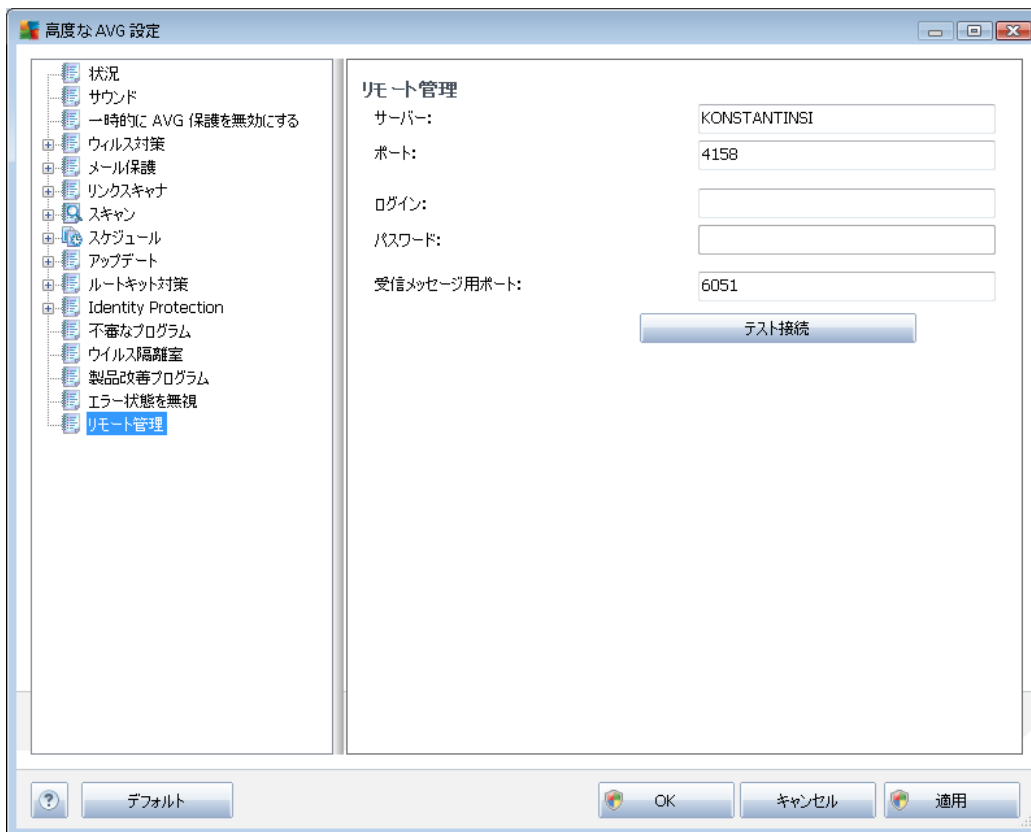 高度な AVG 設定
状況
サウンド
一時的に AVG 保護を無効にする
ウィルス対策
メール保護
リンクスキャナ
スキャン
スケジュール
アップデート
ルートキット対策
Identity Protection
不審なプログラム
ウイルス隔離室
製品改善プログラム
エラー状態を無視
リモート管理
リモート管理
サーバー: KONSTANTINSI
ポート: 4158
ログイン:
パスワード:
受信メッセージ用ポート: 6051
テスト接続
? デフォルト OK キャンセル 適用